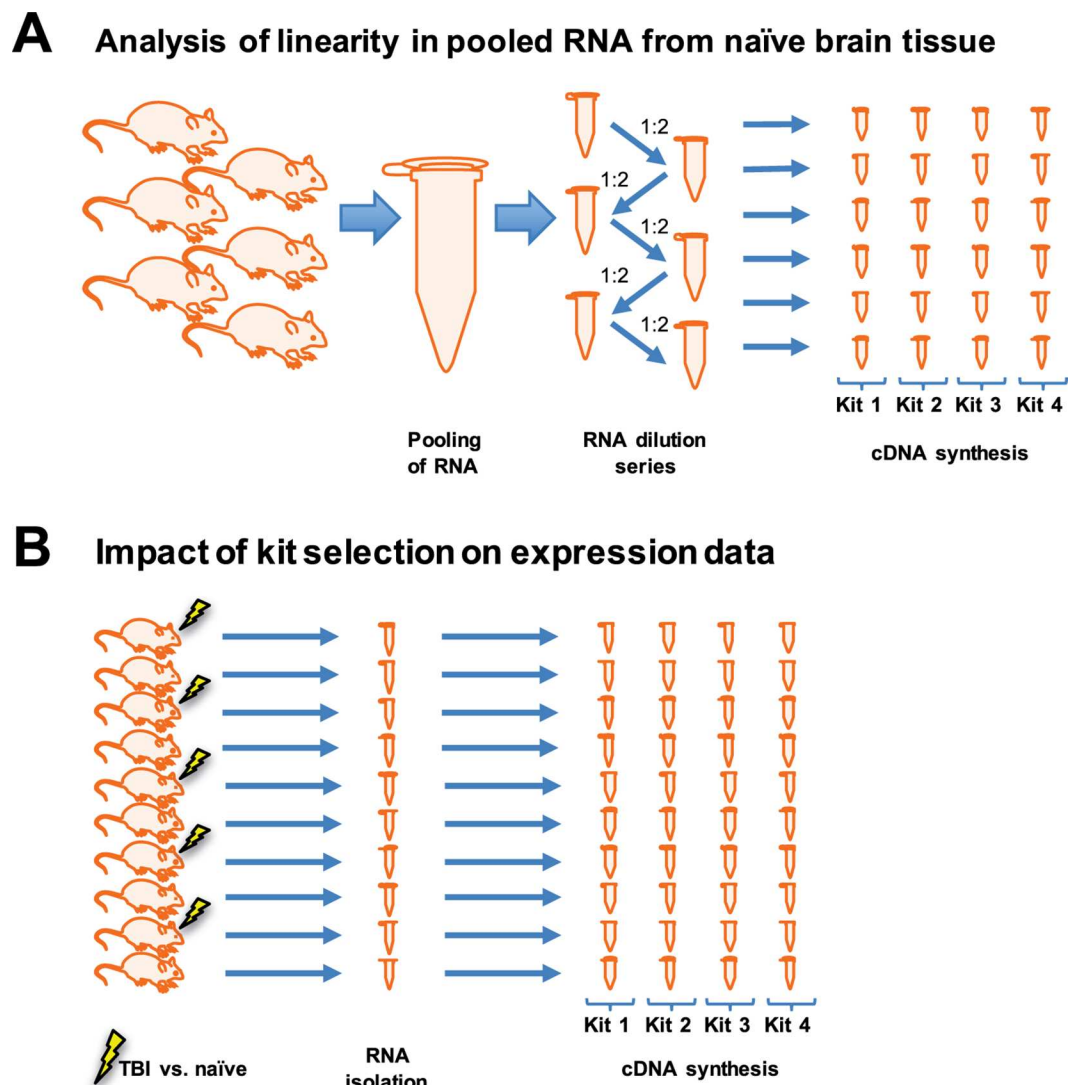 A Analysis of linearity in pooled RNA from naïve brain tissue
1:2
1:2
1:2
1:2
1:2
Kit 1 Kit 2 Kit 3 Kit 4
Pooling
of RNA
RNA dilution
series
cDNA synthesis
B Impact of kit selection on expression data
Kit 1 Kit 2 Kit 3 Kit 4
TBI vs. naïve
RNA
isolation
cDNA synthesis